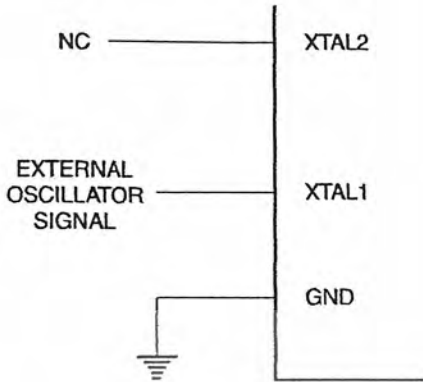 NC
XTAL2
EXTERNAL
OSCILLATOR
SIGNAL
XTAL1
GND